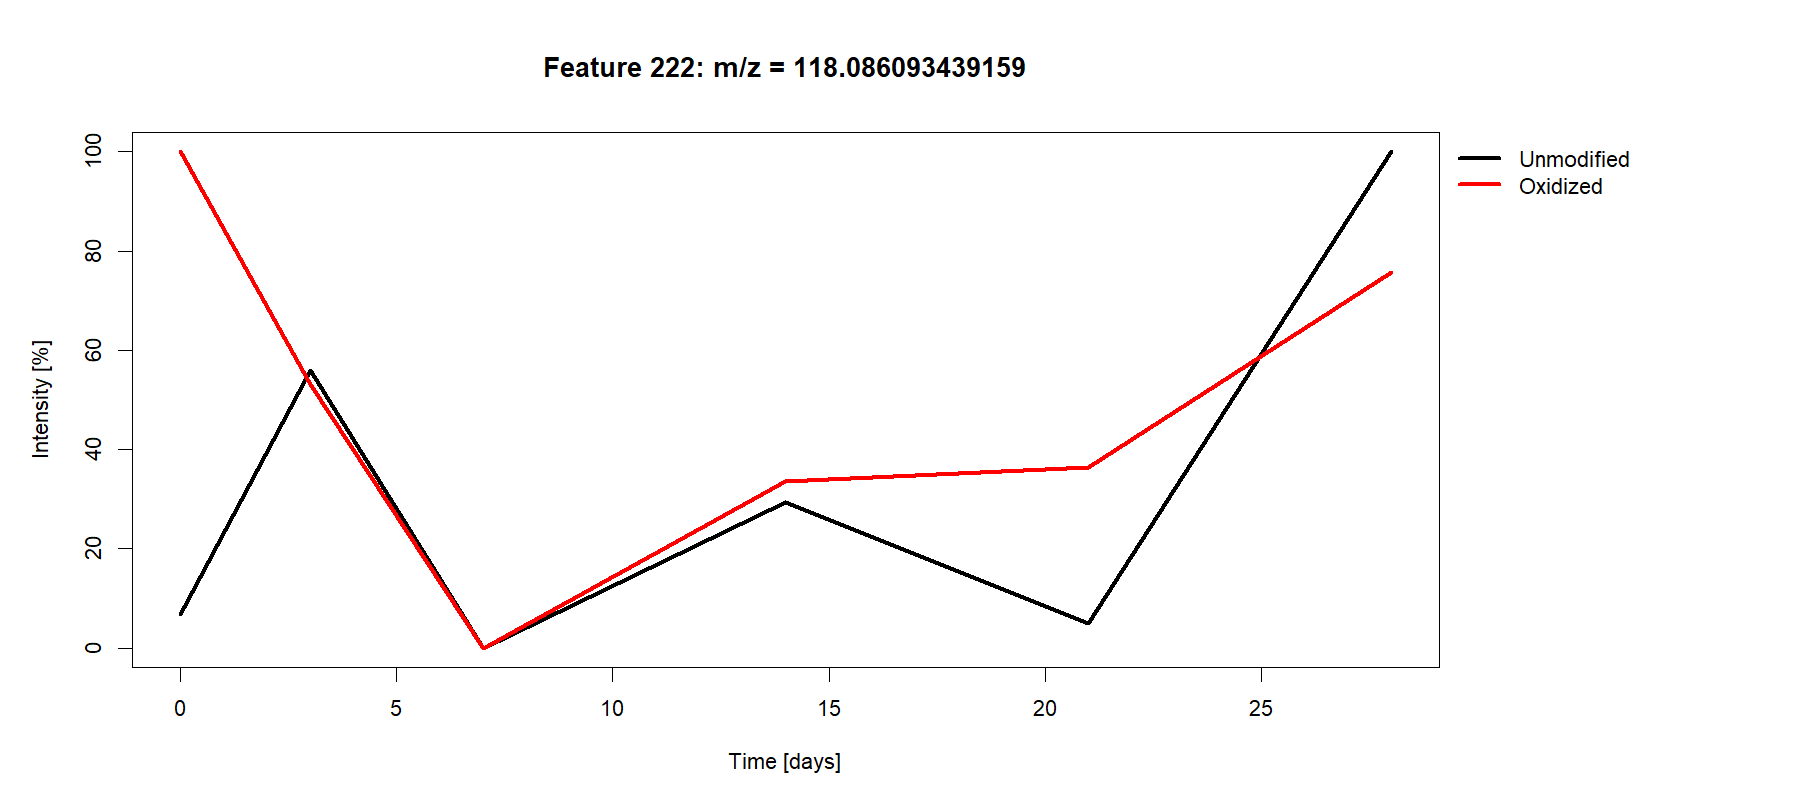 Feature 222: m/z = 118.086093439159
Unmodified
Oxidized
Intensity [%]
100
80
60
40
20
0
0 5 10 15 20 25
Time [days]